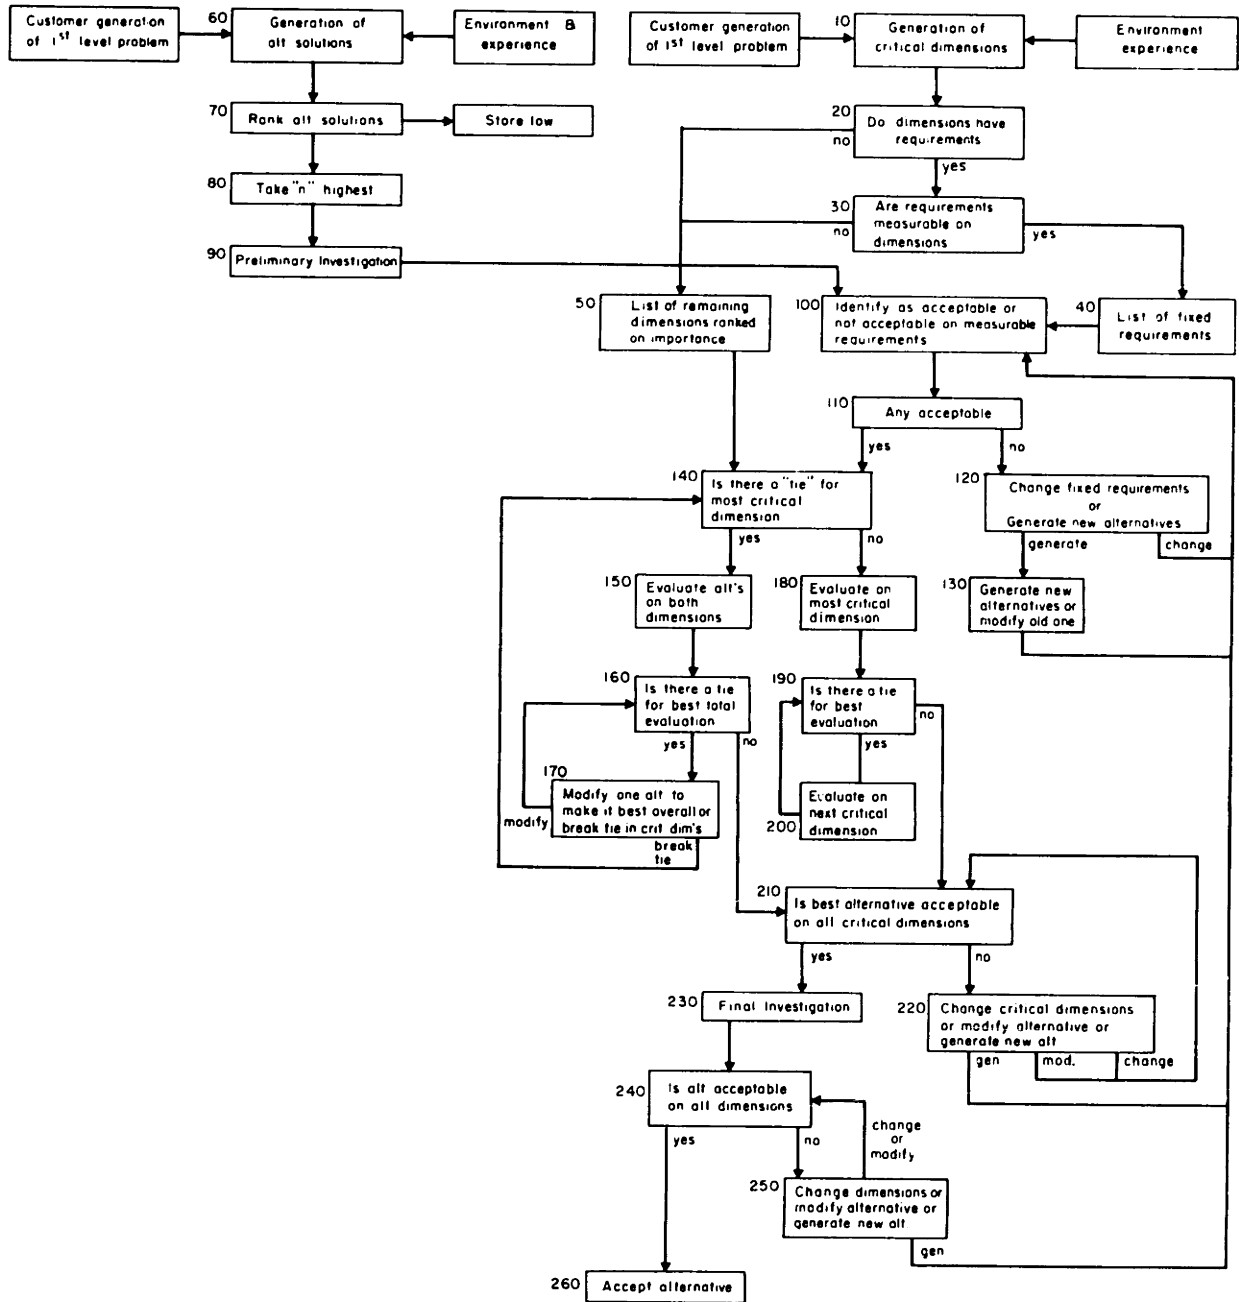 Customer generation
of 1st level problem
60
Generation of
alt solutions
Environment &
experience
Customer generation
of 1st level problem
10
Generation of
critical dimensions
Environment
experience
70
Rank alt solutions
Store low
20
Do dimensions have
requirements
no
yes
80
Take "n" highest
30
Are requirements
measurable on
dimensions
no
yes
90
Preliminary Investigation
50
List of remaining
dimensions ranked
on importance
100
Identify as acceptable or
not acceptable on measurable
requirements
40
List of fixed
requirements
110
Any acceptable
yes
no
140
Is there a "tie" for
most critical
dimension
yes
no
120
Change fixed requirements
or
Generate new alternatives
generate
change
150
Evaluate alt's
on both
dimensions
180
Evaluate on
most critical
dimension
130
Generate new
alternatives or
modify old one
160
Is there a tie
for best total
evaluation
yes
no
190
Is there a tie
for best
evaluation
no
yes
170
Modify one alt to
make it best overall or
break tie in crit dim's
modify
break
tie
200
Evaluate on
next critical
dimension
210
Is best alternative acceptable
on all critical dimensions
yes
no
230
Final Investigation
220
Change critical dimensions
or modify alternative or
generate new alt
gen
mod.
change
240
Is alt acceptable
on all dimensions
yes
no
change
or
modify
250
Change dimensions or
modify alternative or
generate new alt
gen
260
Accept alternative